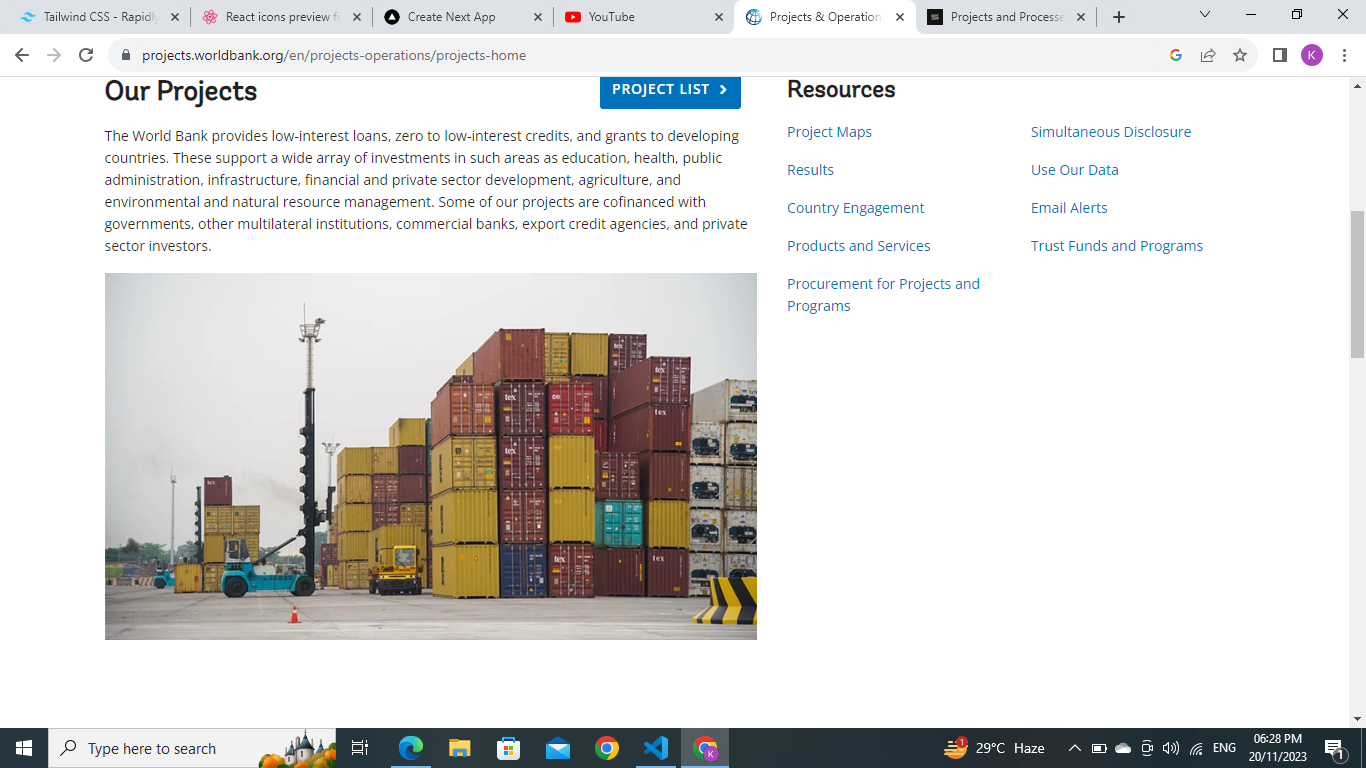 Tailwind CSS - Rapidly
React icons preview fo
Create Next App
YouTube
Projects & Operation
Projects and Processe
projects.worldbank.org/en/projects-operations/projects-home
K
Our Projects
PROJECT LIST
The World Bank provides low-interest loans, zero to low-interest credits, and grants to developing
countries. These support a wide array of investments in such areas as education, health, public
administration, infrastructure, financial and private sector development, agriculture, and
environmental and natural resource management. Some of our projects are cofinanced with
governments, other multilateral institutions, commercial banks, export credit agencies, and private
sector investors.
tex
tex
tex
tex
tex
tex
tex
Resources
Project Maps
Simultaneous Disclosure
Results
Use Our Data
Country Engagement
Email Alerts
Products and Services
Trust Funds and Programs
Procurement for Projects and
Programs
Type here to search
K
1
29°C Haze
ENG
06:28 PM
20/11/2023
1